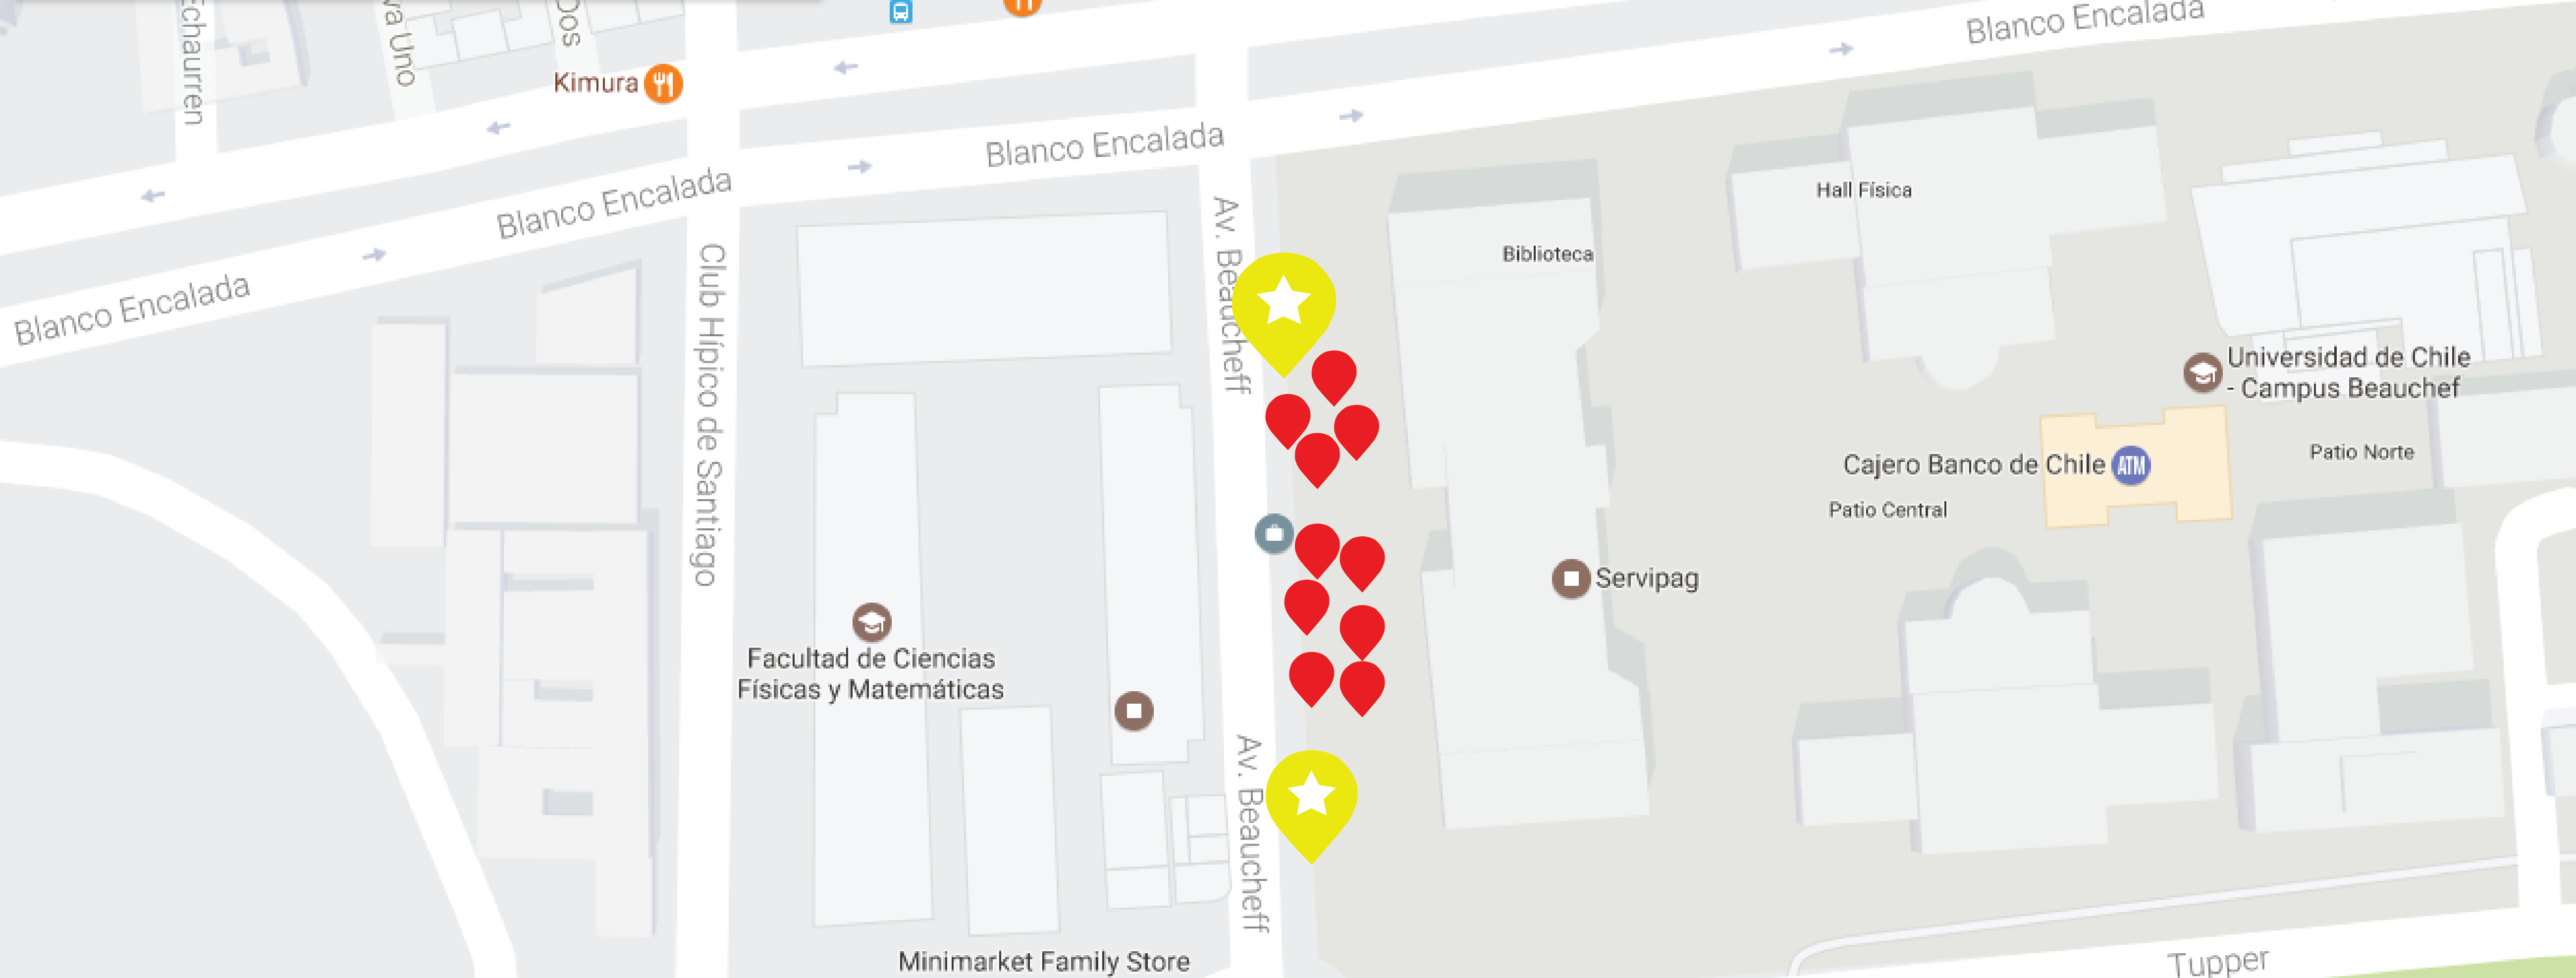 Blanco Encalada
Dos
Kimura
Blanco Encalada
Blanco Encalada
Hall Física
Av. Beaucheff
Biblioteca
Club Hípico de Santiago
Blanco Encalada
Universidad de Chile
- Campus Beauchef
Patio Norte
Cajero Banco de Chile
ATM
Patio Central
Servipag
Facultad de Ciencias
Físicas y Matemáticas
Av. Beaucheff
Minimarket Family Store
Tupper